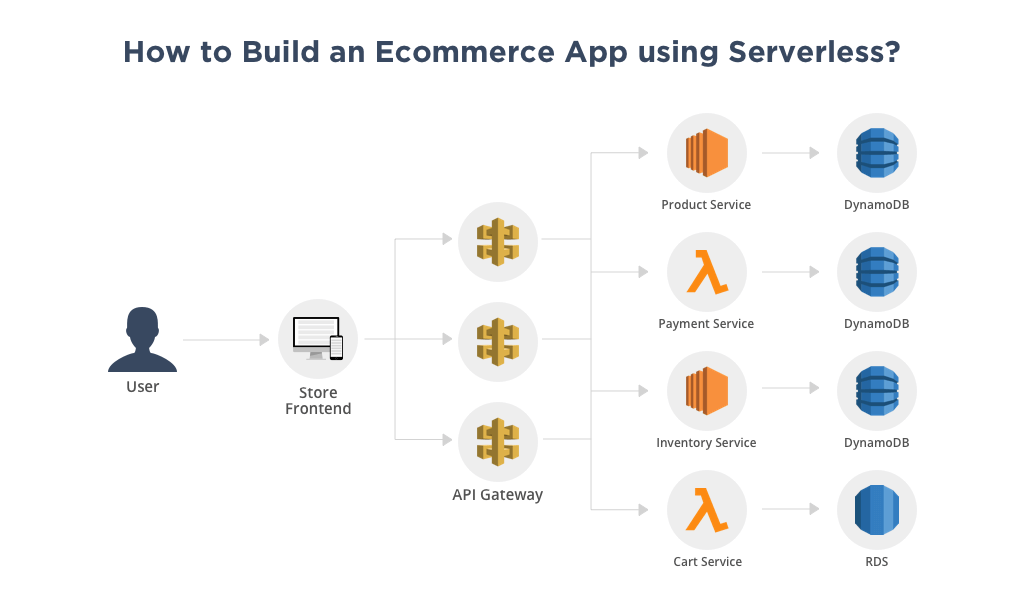 How to Build an Ecommerce App using Serverless?
Product Service
DynamoDB
Payment Service
DynamoDB
User
Store
Frontend
Inventory Service
DynamoDB
API Gateway
Cart Service
RDS